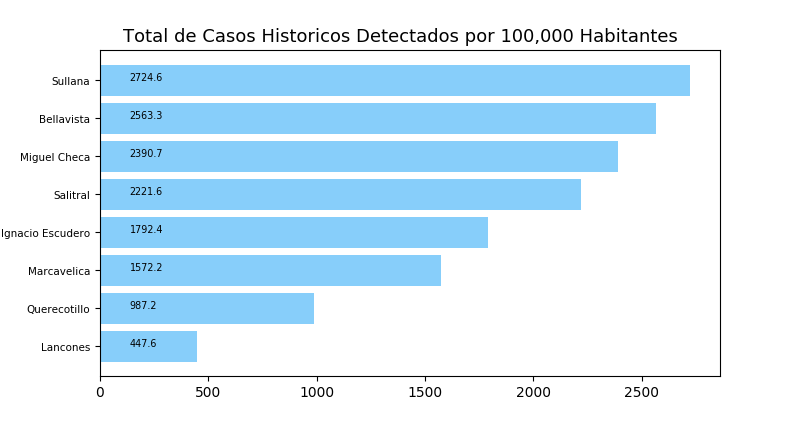 Total de Casos Historicos Detectados por 100,000 Habitantes
Sullana 2724.6
Bellavista 2563.3
Miguel Checa 2390.7
Salitral 2221.6
Ignacio Escudero 1792.4
Marcavelica 1572.2
Querecotillo 987.2
Lancones 447.6
0 500 1000 1500 2000 2500